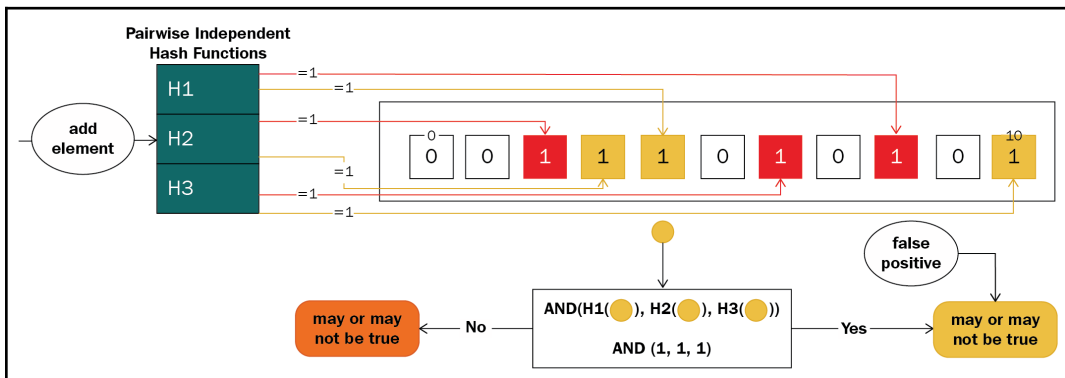 Pairwise Independent
Hash Functions
H1
H2
H3
add
element
=1
=1
=1
=1
=1
=1
0
10
0 0 1 1 1 0 1 0 1 0 1
false
positive
AND(H1( ), H2( ), H3( ))
AND (1, 1, 1)
No
Yes
may or may
not be true
may or may
not be true